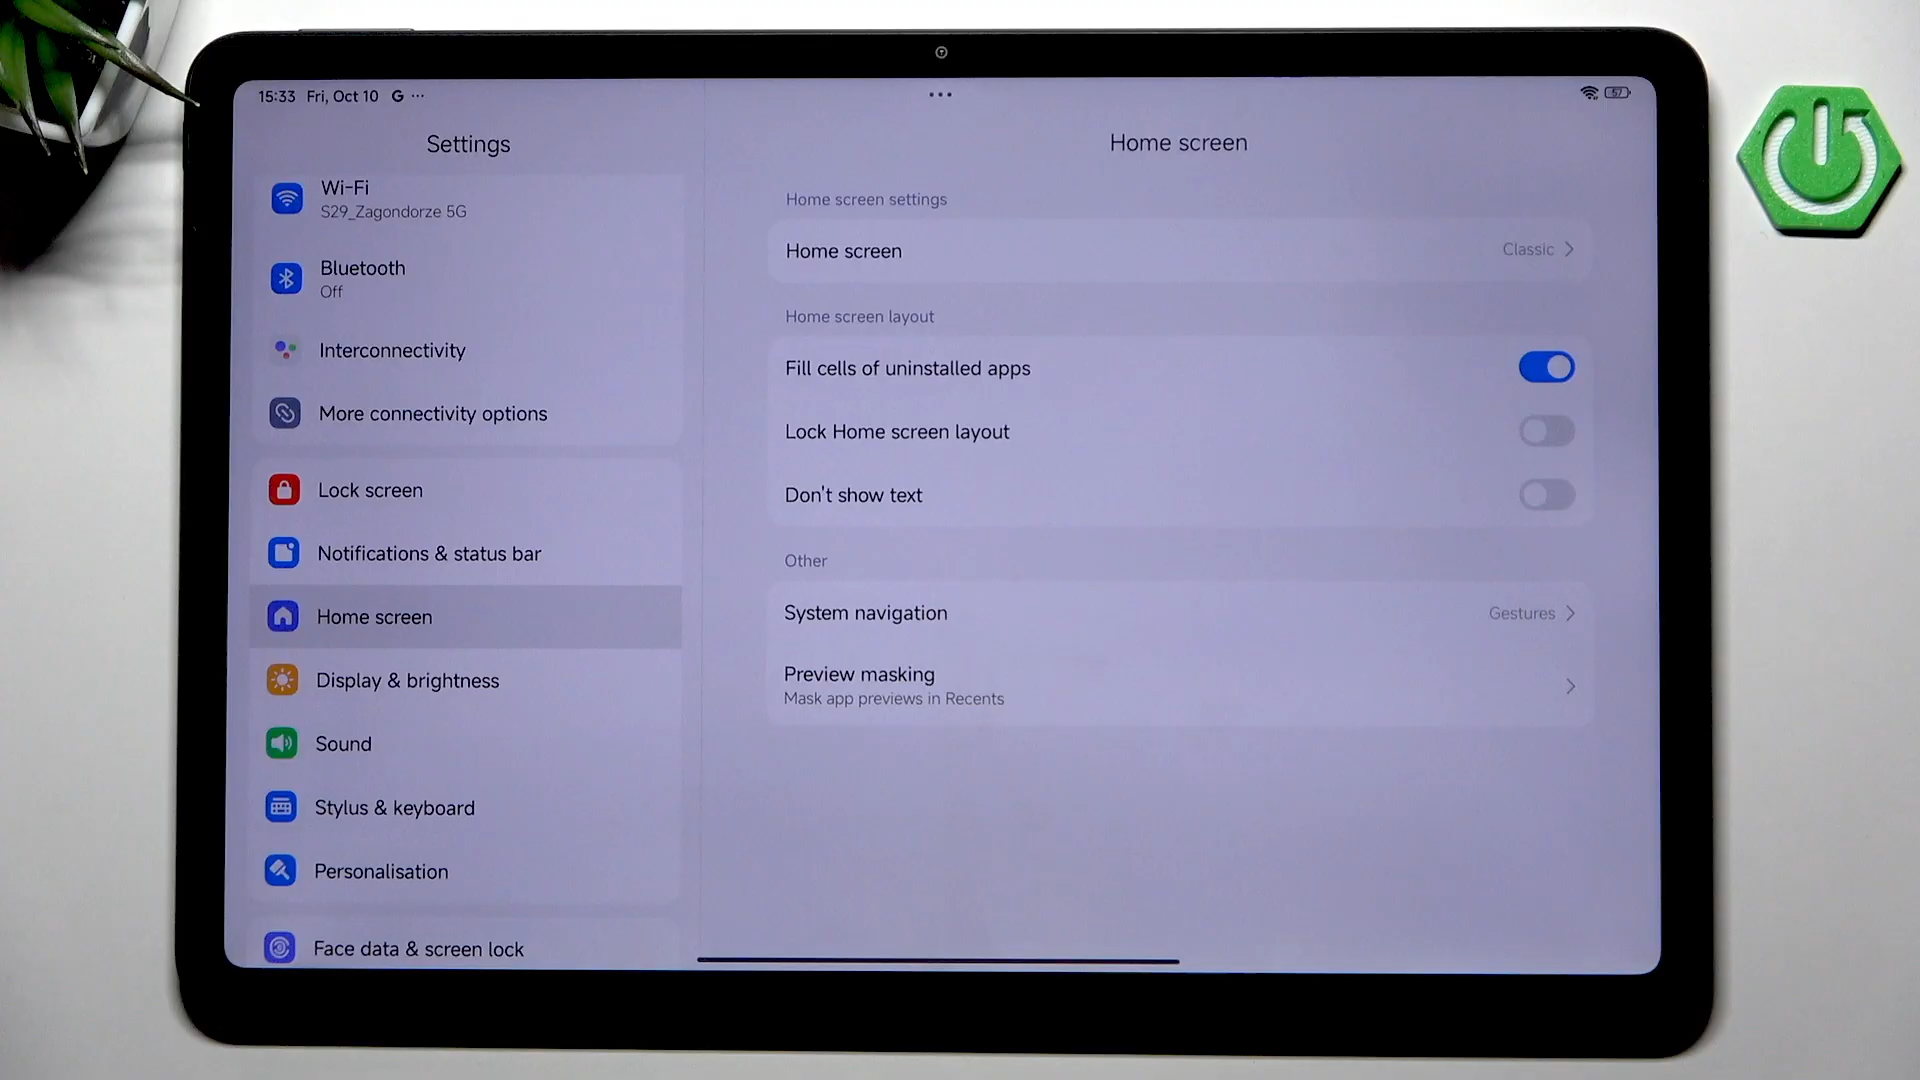 15:33 Fri, Oct 10 G ···
57
Settings
Wi-Fi
S29_Zagondorze 5G
Bluetooth
Off
Interconnectivity
More connectivity options
Lock screen
Notifications & status bar
Home screen
Display & brightness
Sound
Stylus & keyboard
Personalisation
Face data & screen lock
Home screen
Home screen settings
Home screen
Classic
Home screen layout
Fill cells of uninstalled apps
Lock Home screen layout
Don't show text
Other
System navigation
Gestures
Preview masking
Mask app previews in Recents